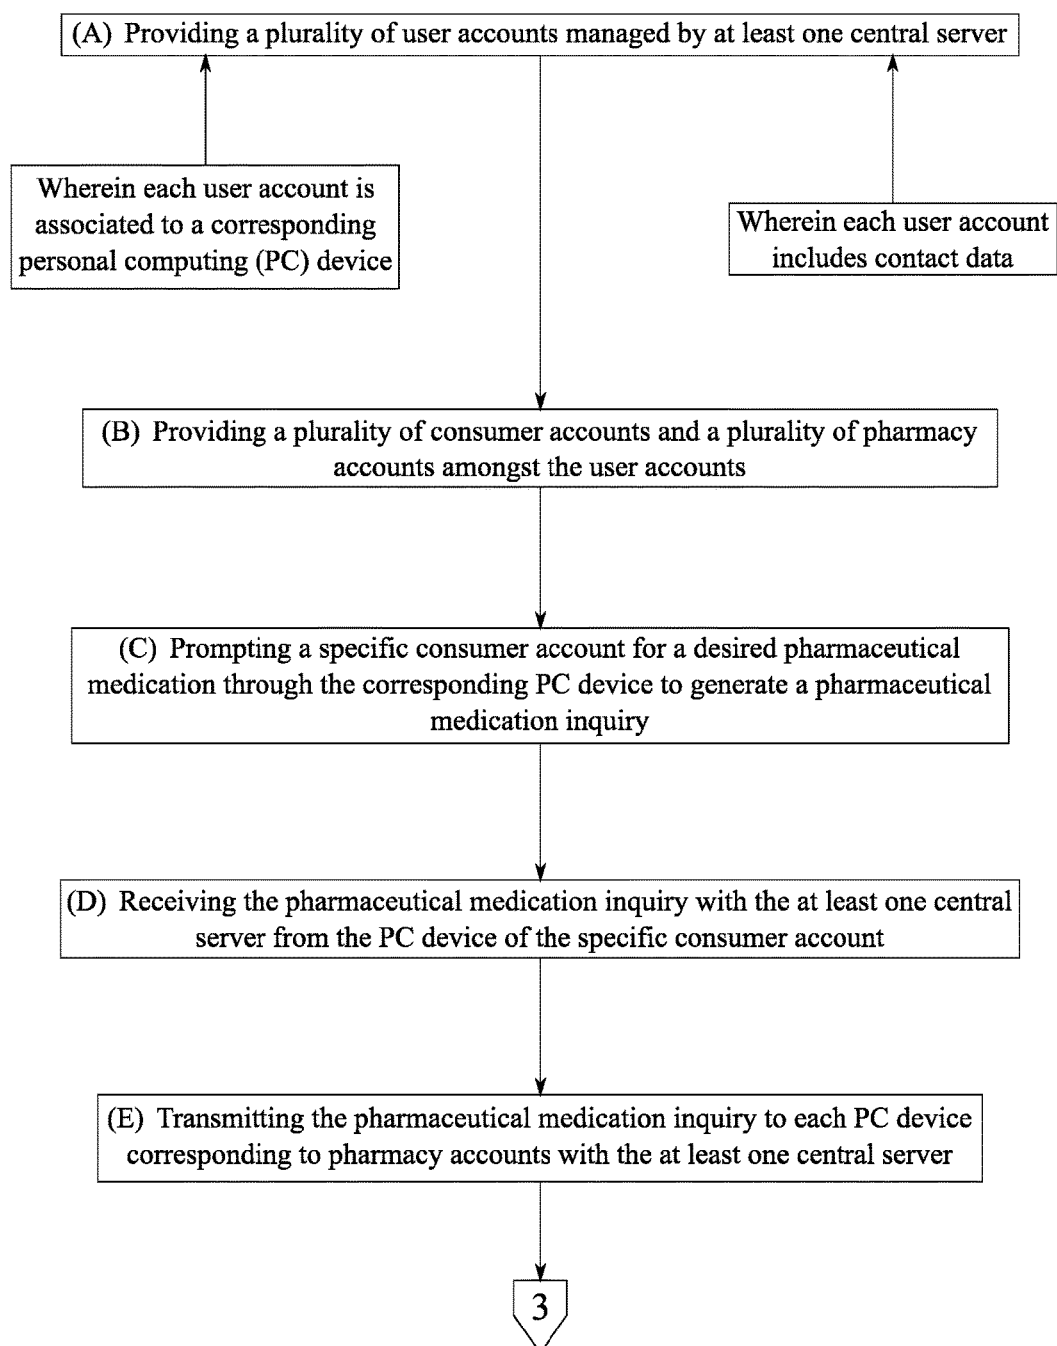 (A) Providing a plurality of user accounts managed by at least one central server
Wherein each user account is
associated to a corresponding
personal computing (PC) device
Wherein each user account
includes contact data
(B) Providing a plurality of consumer accounts and a plurality of pharmacy
accounts amongst the user accounts
(C) Prompting a specific consumer account for a desired pharmaceutical
medication through the corresponding PC device to generate a pharmaceutical
medication inquiry
(D) Receiving the pharmaceutical medication inquiry with the at least one central
server from the PC device of the specific consumer account
(E) Transmitting the pharmaceutical medication inquiry to each PC device
corresponding to pharmacy accounts with the at least one central server
3